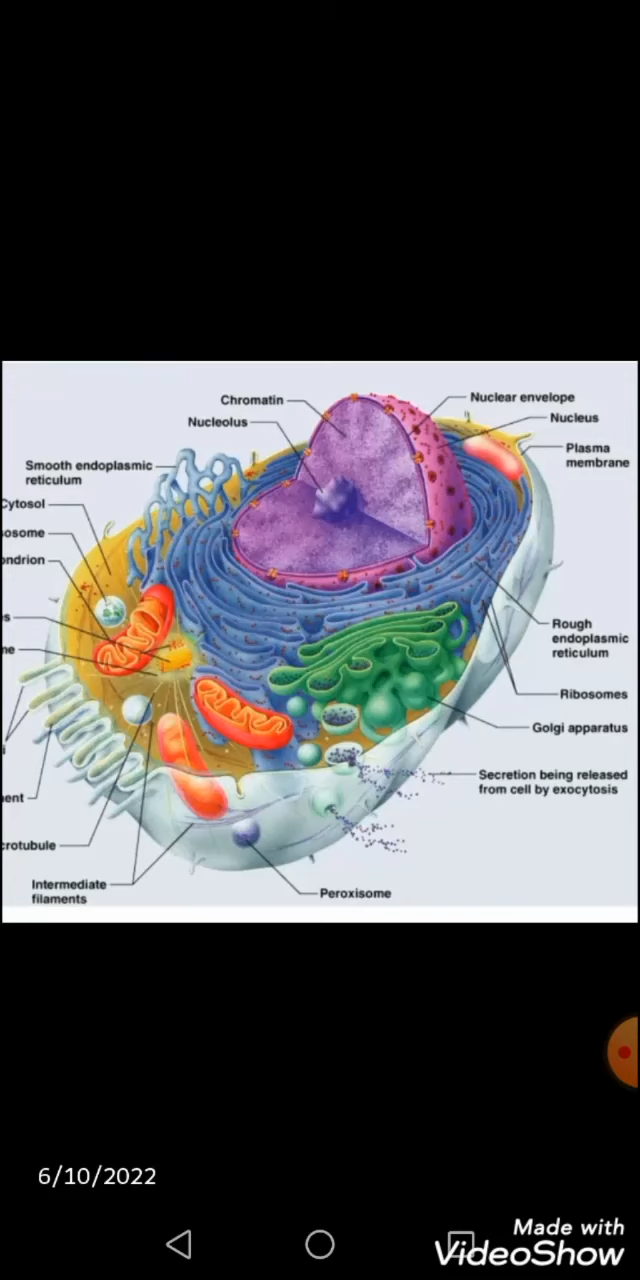 Chromatin
Nuclear envelope
Nucleolus
Nucleus
Plasma
membrane
Smooth endoplasmic
reticulum
Cytosol
osome
ondrion
es
ne
Rough
endoplasmic
reticulum
Ribosomes
Golgi apparatus
i
Secretion being released
from cell by exocytosis
ent
crotubule
Intermediate
filaments
Peroxisome
6/10/2022
Made with
VideoShow